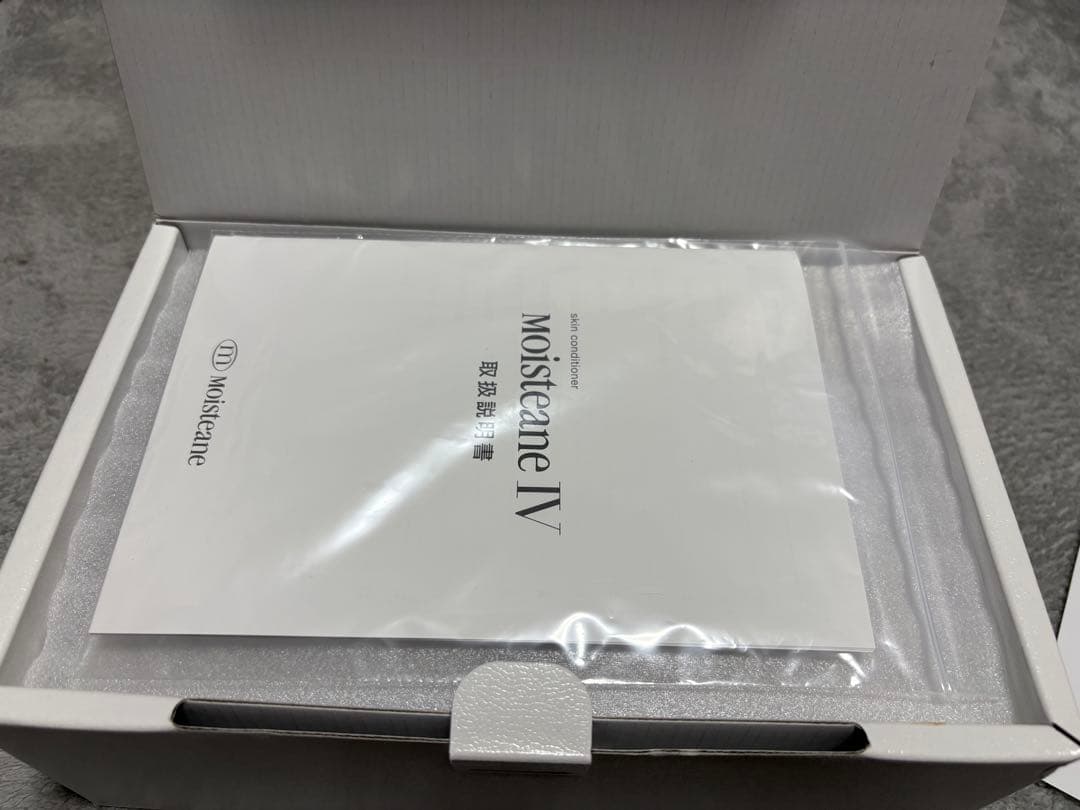 skin conditioner
Moisteane IV
取扱説明書
m Moisteane